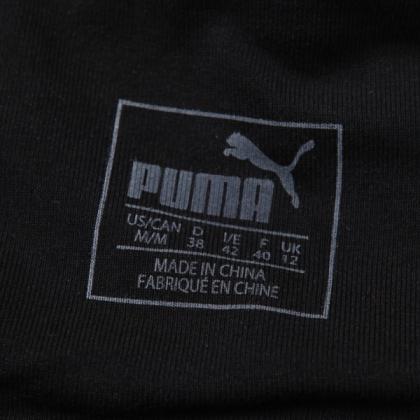 PUMA
US/CAN D I/E F UK
M/M 38 42 40 12
MADE IN CHINA
FABRIQUÉ EN CHINE